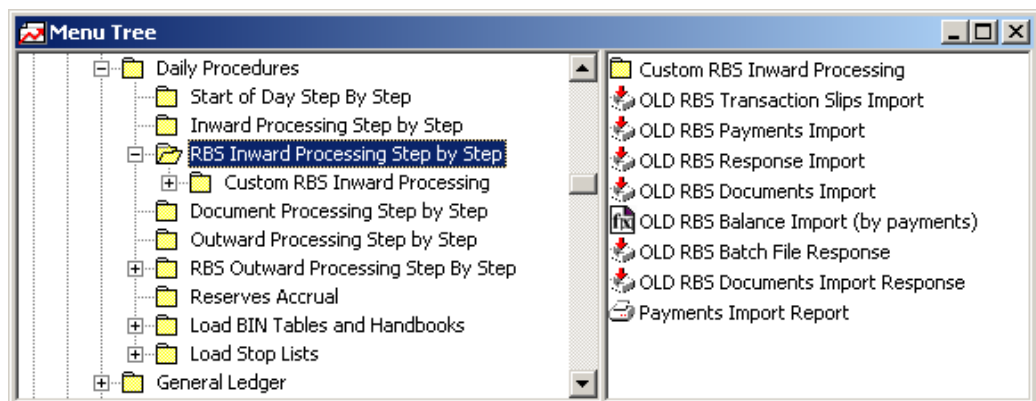 Menu Tree
Daily Procedures
Start of Day Step By Step
Inward Processing Step by Step
RBS Inward Processing Step by Step
Custom RBS Inward Processing
Document Processing Step by Step
Outward Processing Step by Step
RBS Outward Processing Step By Step
Reserves Accrual
Load BIN Tables and Handbooks
Load Stop Lists
General Ledger
Custom RBS Inward Processing
OLD RBS Transaction Slips Import
OLD RBS Payments Import
OLD RBS Response Import
OLD RBS Documents Import
OLD RBS Balance Import (by payments)
OLD RBS Batch File Response
OLD RBS Documents Import Response
Payments Import Report